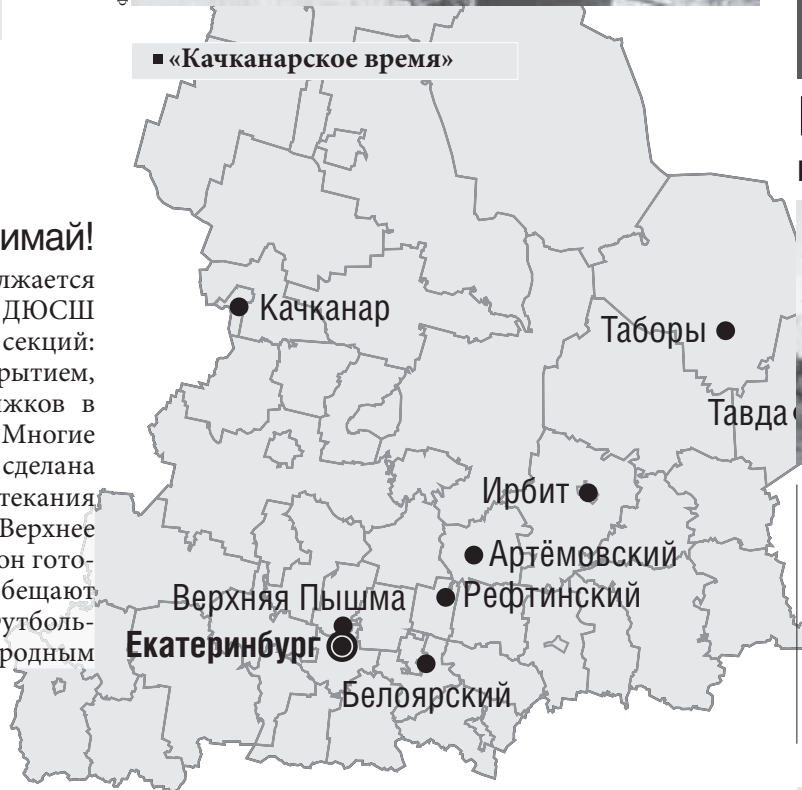 «Качканарское время»
имай!
лжается
ДЮСШ
секций:
рытием,
жков в
Многие
сделана
текания
Верхнее
он гото-
бещают
утболь-
родным
Качканар
Таборы
Тавда
Ирбит
Артёмовский
Рефтинский
Верхняя Пышма
Екатеринбург
Белоярский